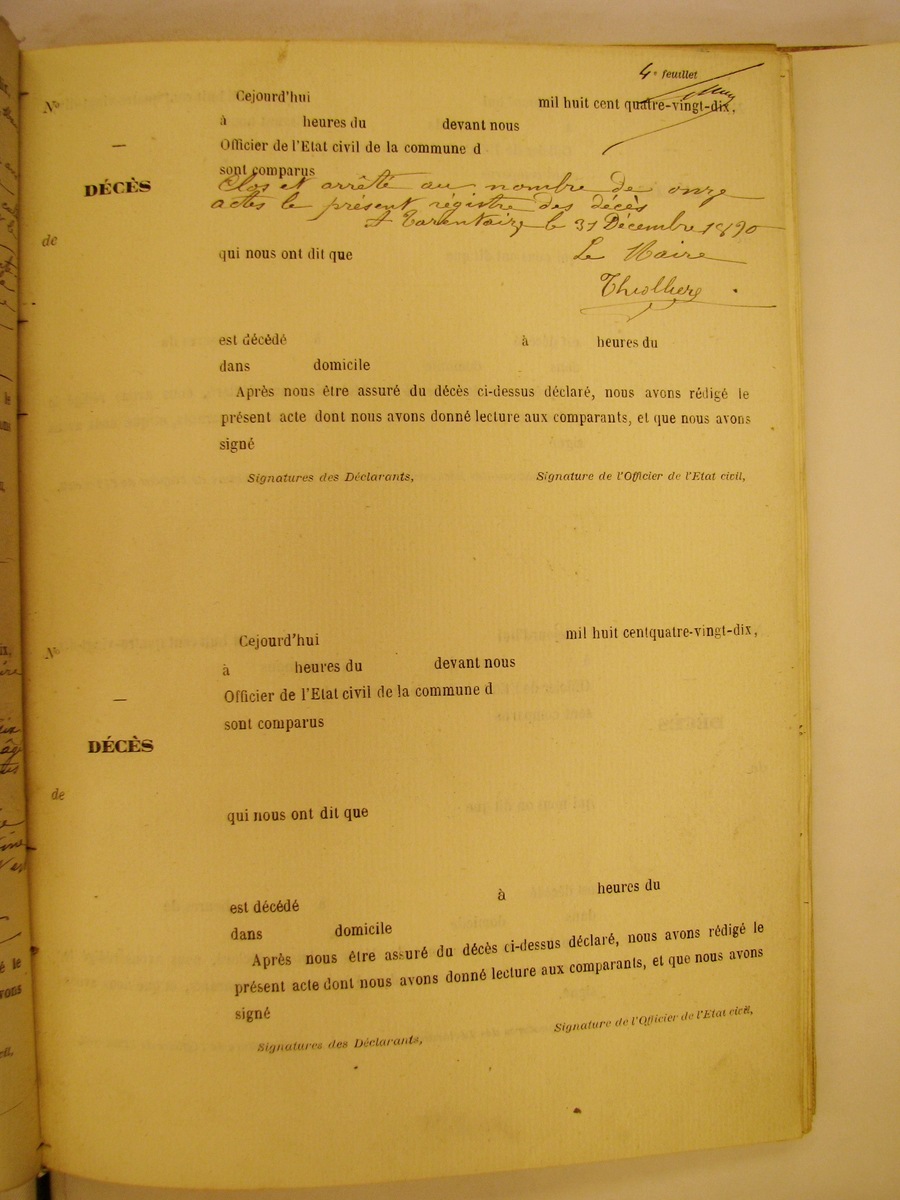 4e feuillet
No Cejourd'hui mil huit cent quatre-vingt-dix,
à heures du devant nous
— Officier de l'Etat civil de la commune d
sont comparus
Clos et arrêté au nombre de onze
DÉCÈS
actes le présent régistre des décès
A Tarentaize le 31 Décembre 1890
de
qui nous ont dit que Le Maire
Thiolliere
est décédé à heures du
dans domicile
Après nous être assuré du décès ci-dessus déclaré, nous avons rédigé le
présent acte dont nous avons donné lecture aux comparants, et que nous avons
signé
Signatures des Déclarants, Signature de l'Officier de l'Etat civil,
No Cejourd'hui mil huit centquatre-vingt-dix,
à heures du devant nous
— Officier de l'Etat civil de la commune d
sont comparus
DÉCÈS
de
qui nous ont dit que
est décédé à heures du
dans domicile
Après nous être assuré du décès ci-dessus déclaré, nous avons rédigé le
présent acte dont nous avons donné lecture aux comparants, et que nous avons
signé
Signatures des Déclarants, Signature de l'Officier de l'Etat civil,